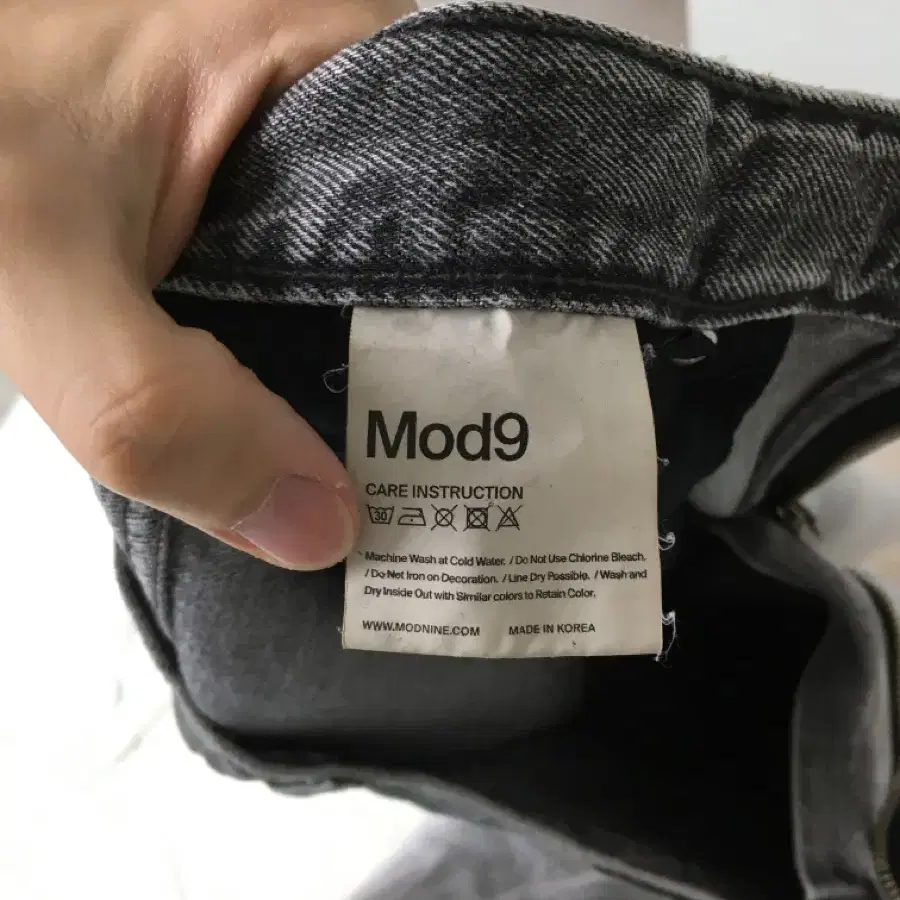 Mod9
CARE INSTRUCTION
30
Machine Wash at Cold Water. / Do Not Use Chlorine Bleach.
/ Do Not Iron on Decoration. / Line Dry Possible. / Wash and
Dry Inside Out with Similar colors to Retain Color.
WWW.MODNINE.COM MADE IN KOREA